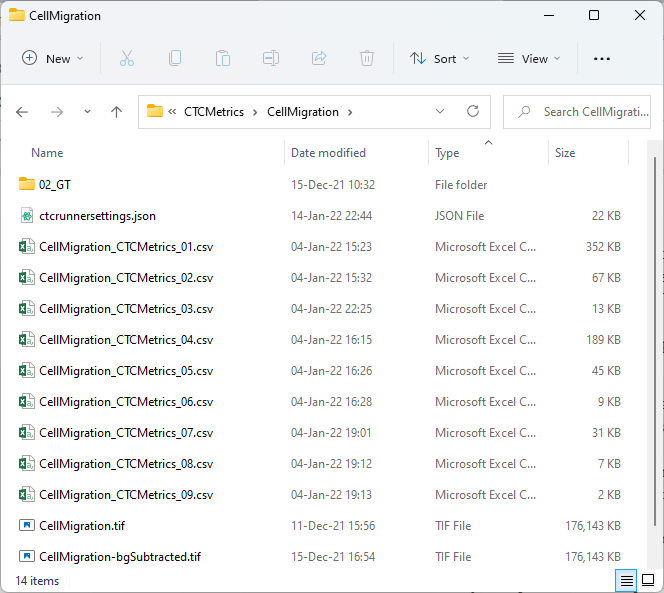 CellMigration
New
Sort
View
« CTCMetrics > CellMigration >
Search CellMigrati...
Name Date modified Type Size
02_GT 15-Dec-21 10:32 File folder
ctcrunnersettings.json 14-Jan-22 22:44 JSON File 22 KB
CellMigration_CTCMetrics_01.csv 04-Jan-22 15:23 Microsoft Excel C... 352 KB
CellMigration_CTCMetrics_02.csv 04-Jan-22 15:32 Microsoft Excel C... 67 KB
CellMigration_CTCMetrics_03.csv 04-Jan-22 22:25 Microsoft Excel C... 13 KB
CellMigration_CTCMetrics_04.csv 04-Jan-22 16:15 Microsoft Excel C... 189 KB
CellMigration_CTCMetrics_05.csv 04-Jan-22 16:26 Microsoft Excel C... 45 KB
CellMigration_CTCMetrics_06.csv 04-Jan-22 16:28 Microsoft Excel C... 9 KB
CellMigration_CTCMetrics_07.csv 04-Jan-22 19:01 Microsoft Excel C... 31 KB
CellMigration_CTCMetrics_08.csv 04-Jan-22 19:12 Microsoft Excel C... 7 KB
CellMigration_CTCMetrics_09.csv 04-Jan-22 19:13 Microsoft Excel C... 2 KB
CellMigration.tif 11-Dec-21 15:56 TIF File 176,143 KB
CellMigration-bgSubtracted.tif 15-Dec-21 16:54 TIF File 176,143 KB
14 items